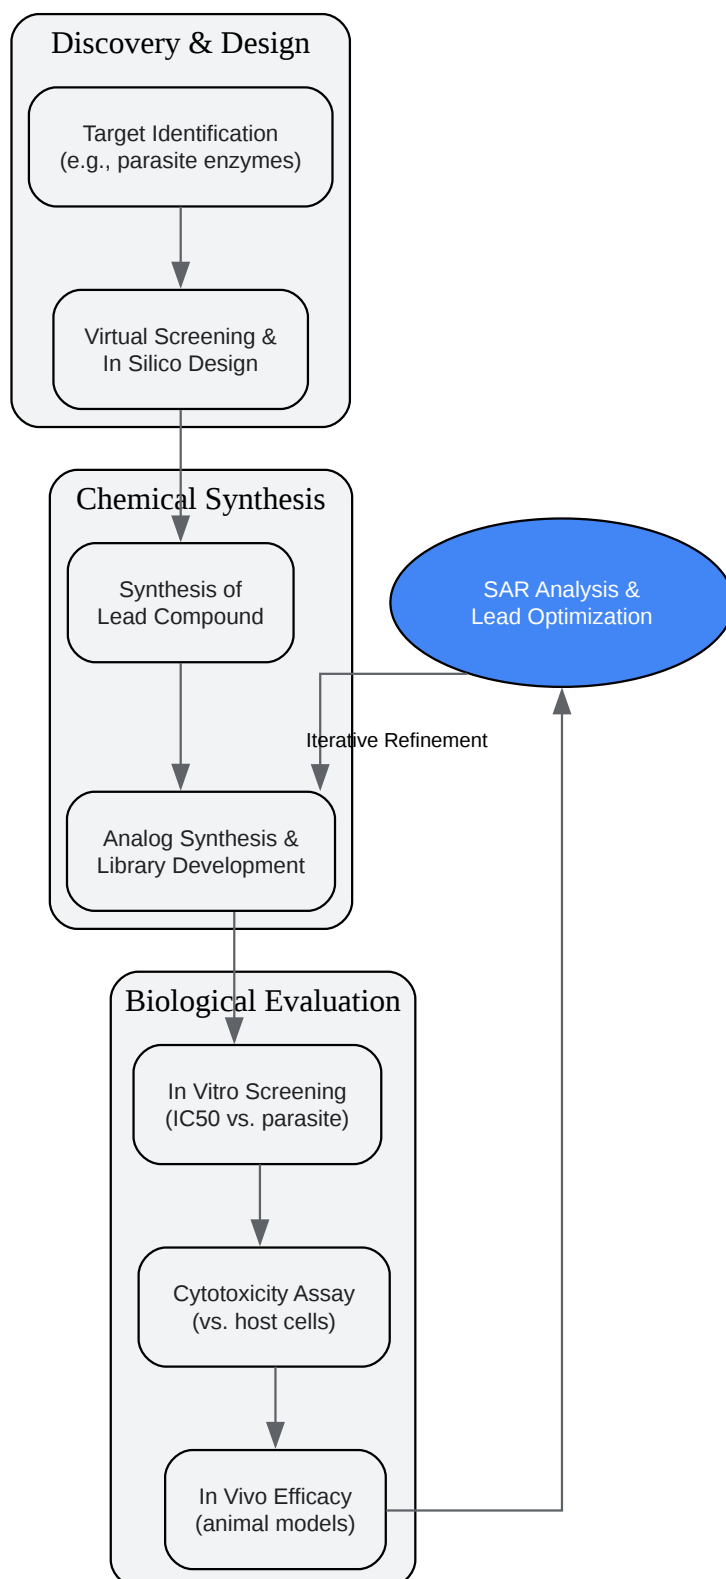 Discovery & Design
Target Identification
(e.g., parasite enzymes)
Virtual Screening &
In Silico Design
Chemical Synthesis
Synthesis of
Lead Compound
SAR Analysis &
Lead Optimization
Iterative Refinement
Analog Synthesis &
Library Development
Biological Evaluation
In Vitro Screening
(IC50 vs. parasite)
Cytotoxicity Assay
(vs. host cells)
In Vivo Efficacy
(animal models)